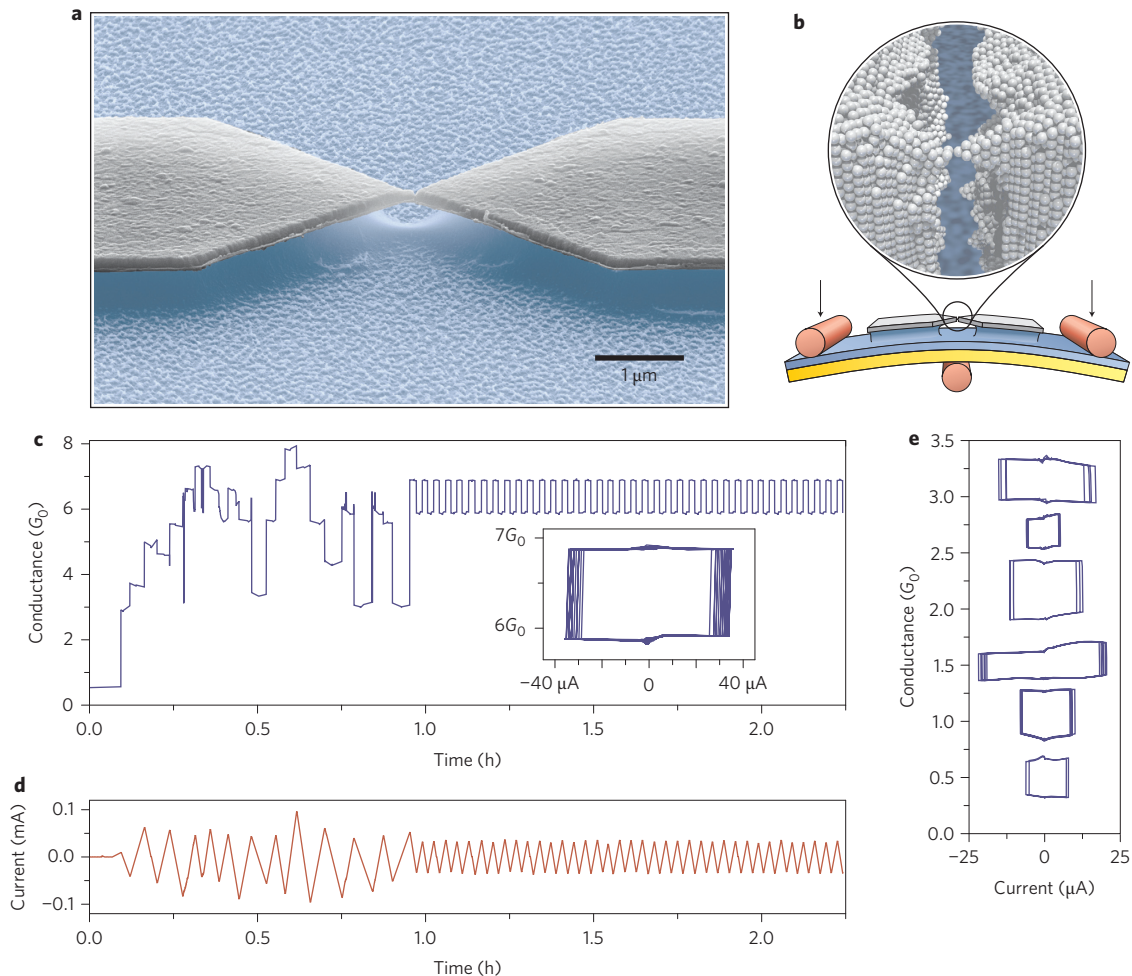 a
b
1 μm
c
8
6
4
2
0
Conductance (G0)
7G0
6G0
−40 μA
0
40 μA
0.0
0.5
1.0
1.5
2.0
Time (h)
d
0.1
0.0
−0.1
Current (mA)
0.0
0.5
1.0
1.5
2.0
Time (h)
e
3.5
3.0
2.5
2.0
1.5
1.0
0.5
0.0
Conductance (G0)
−25
0
25
Current (μA)